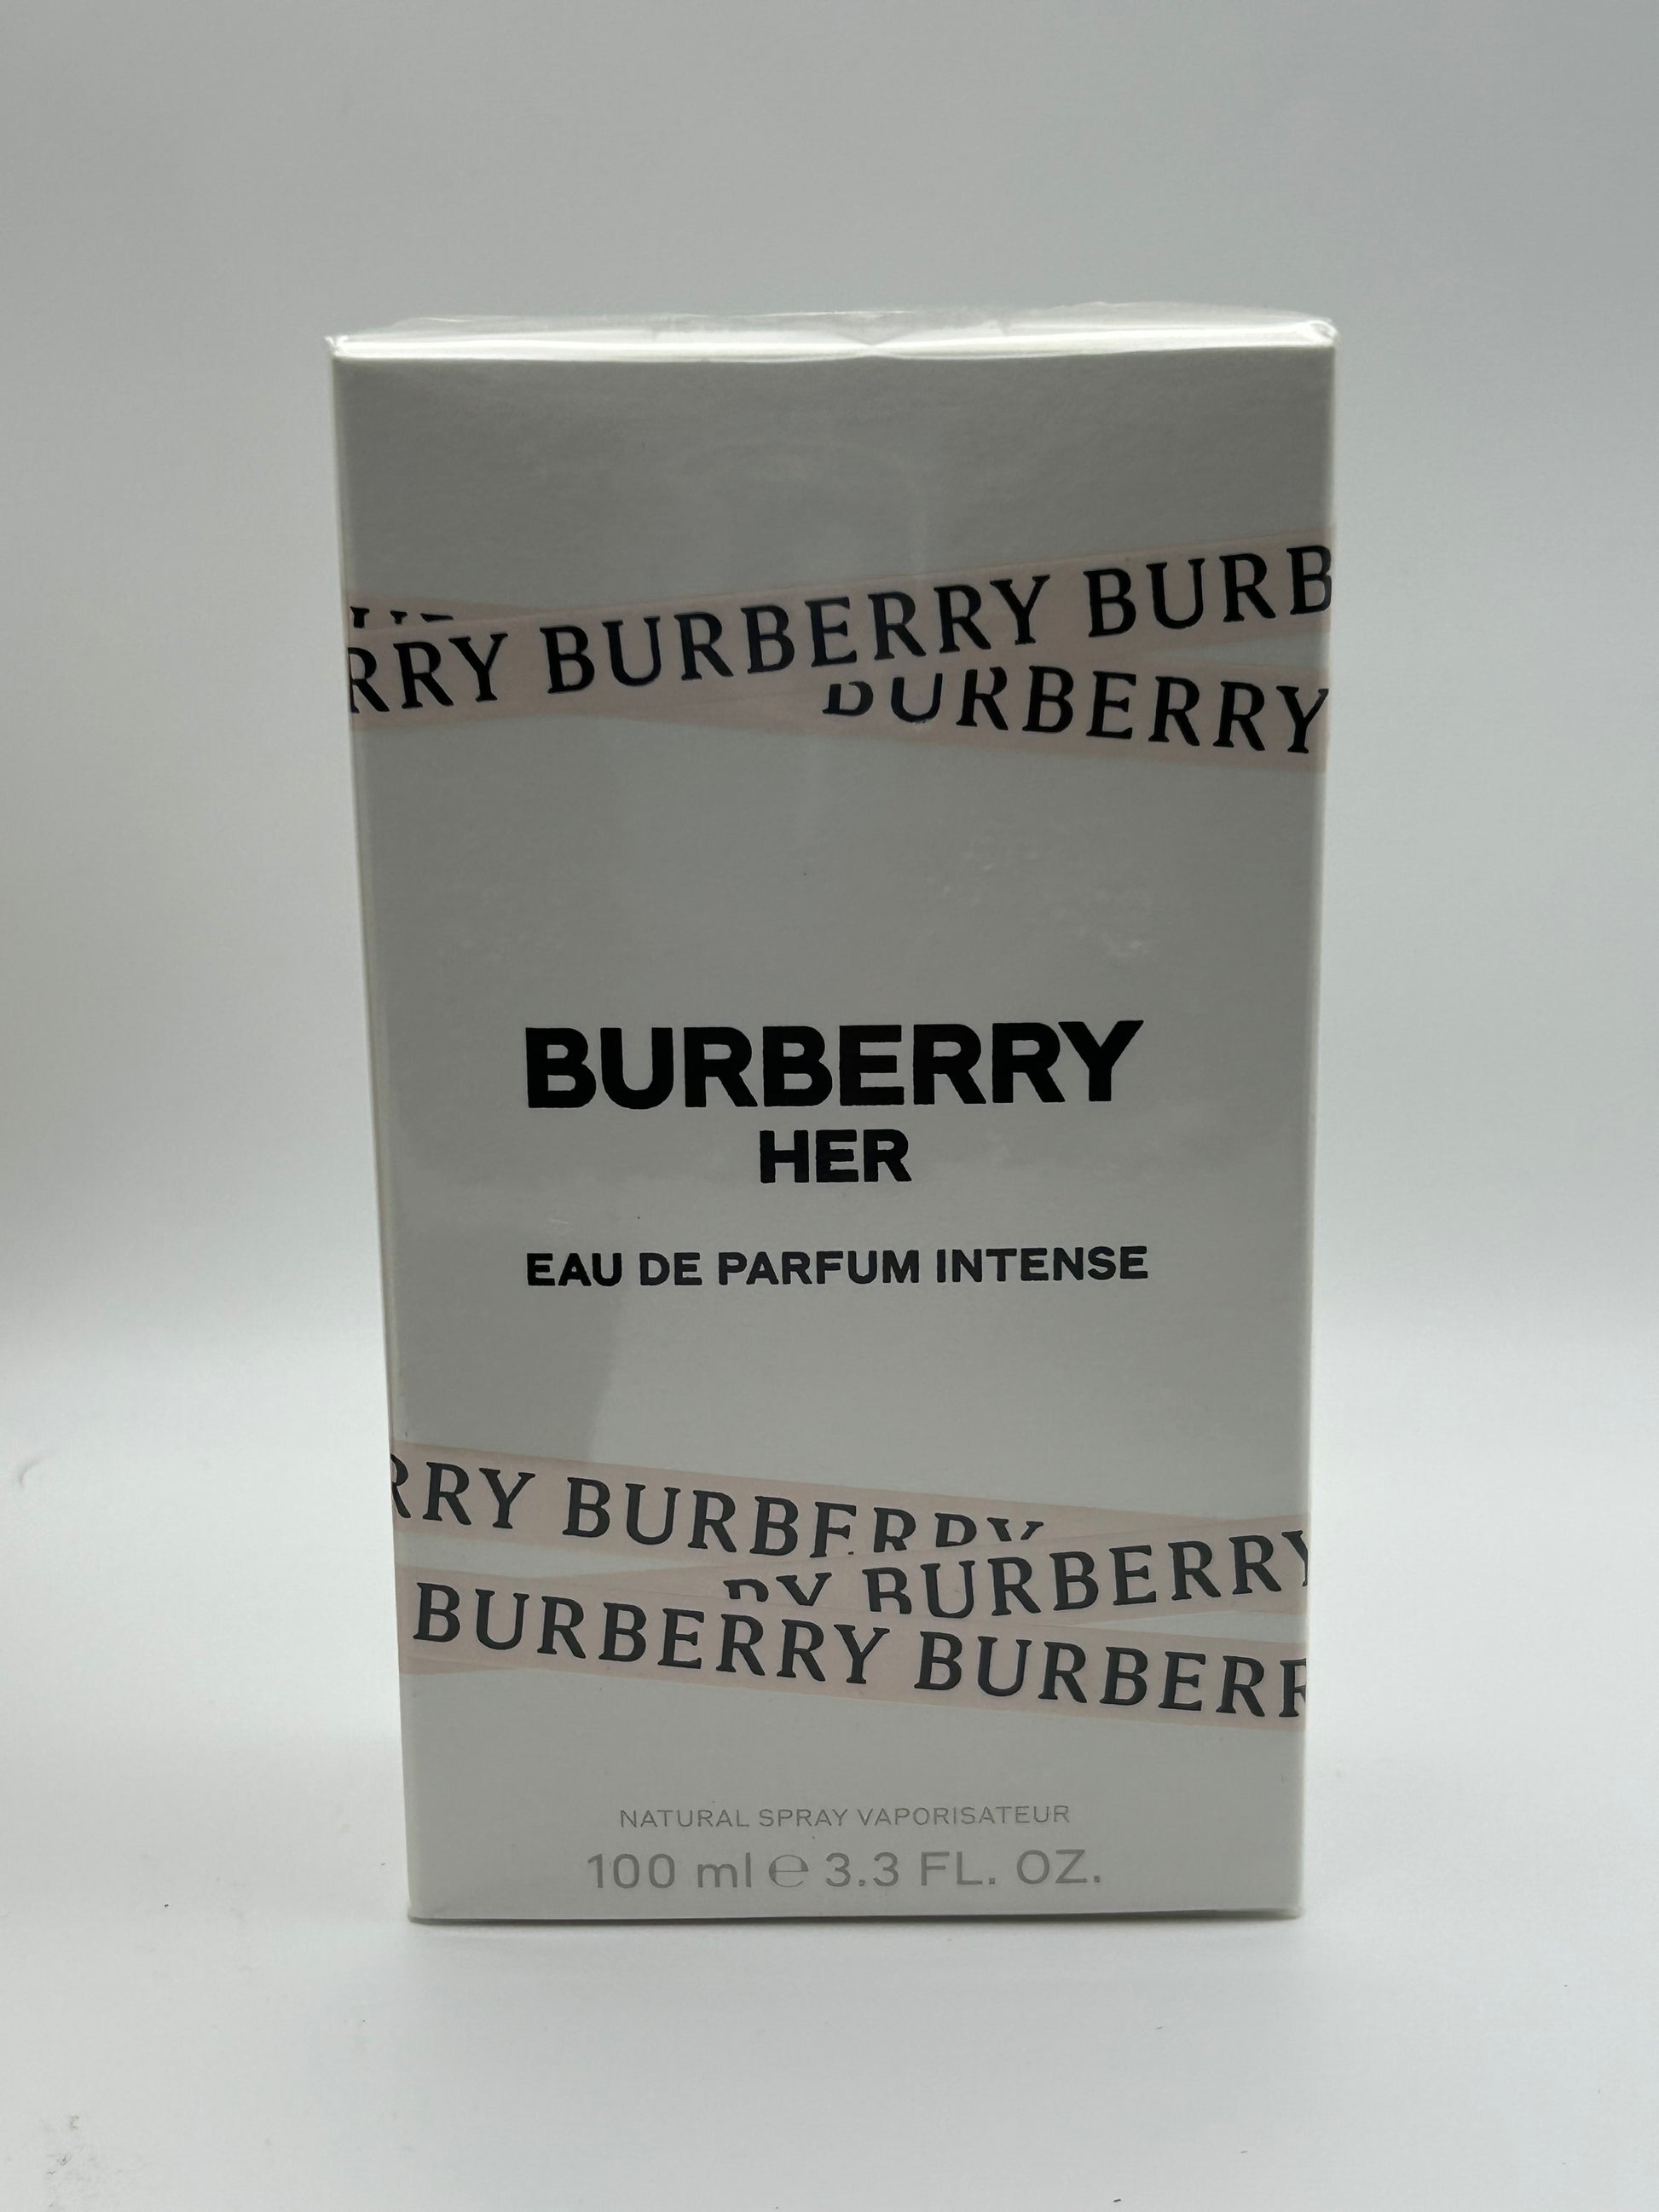 RRY BURBERRY BURB
BURBERRY
BURBERRY
HER
EAU DE PARFUM INTENSE
RRY BURBERRY
RY BURBERRY
BURBERRY BURBERR
NATURAL SPRAY VAPORISATEUR
100 ml ℮ 3.3 FL. OZ.